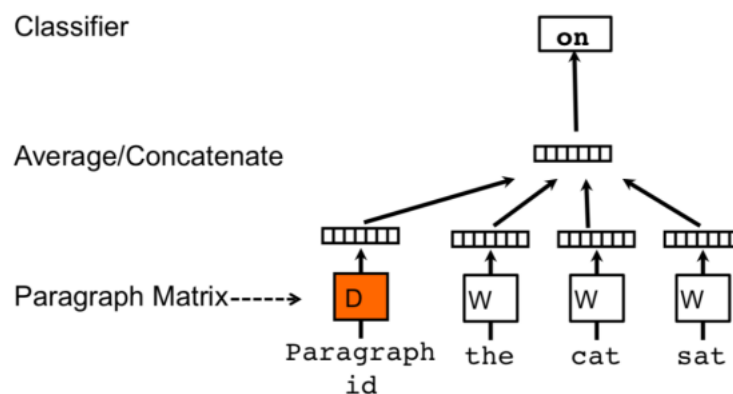 Classifier
on
Average/Concatenate
Paragraph Matrix
D
W
W
W
Paragraph
id
the
cat
sat